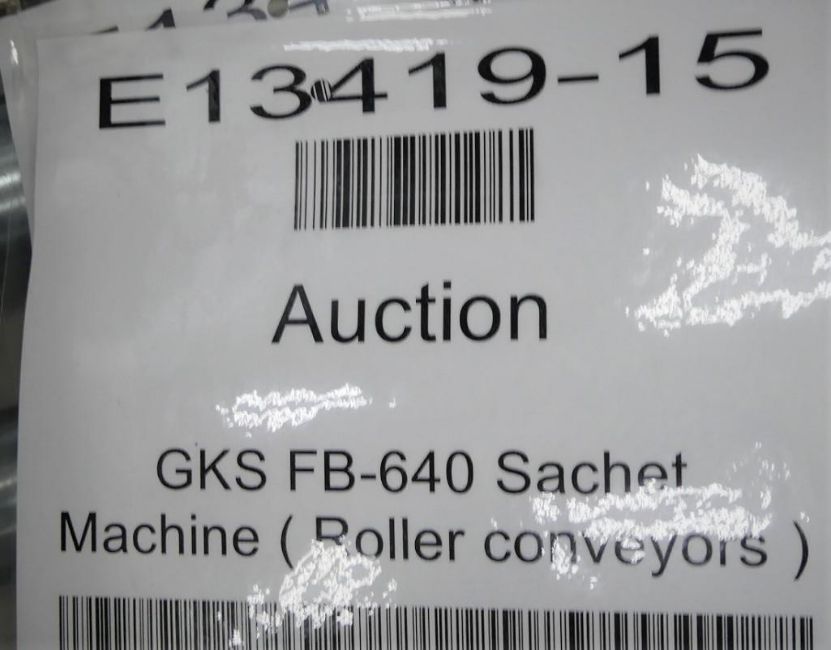 E13419-15
Auction
GKS FB-640 Sachet
Machine ( Roller conveyors )